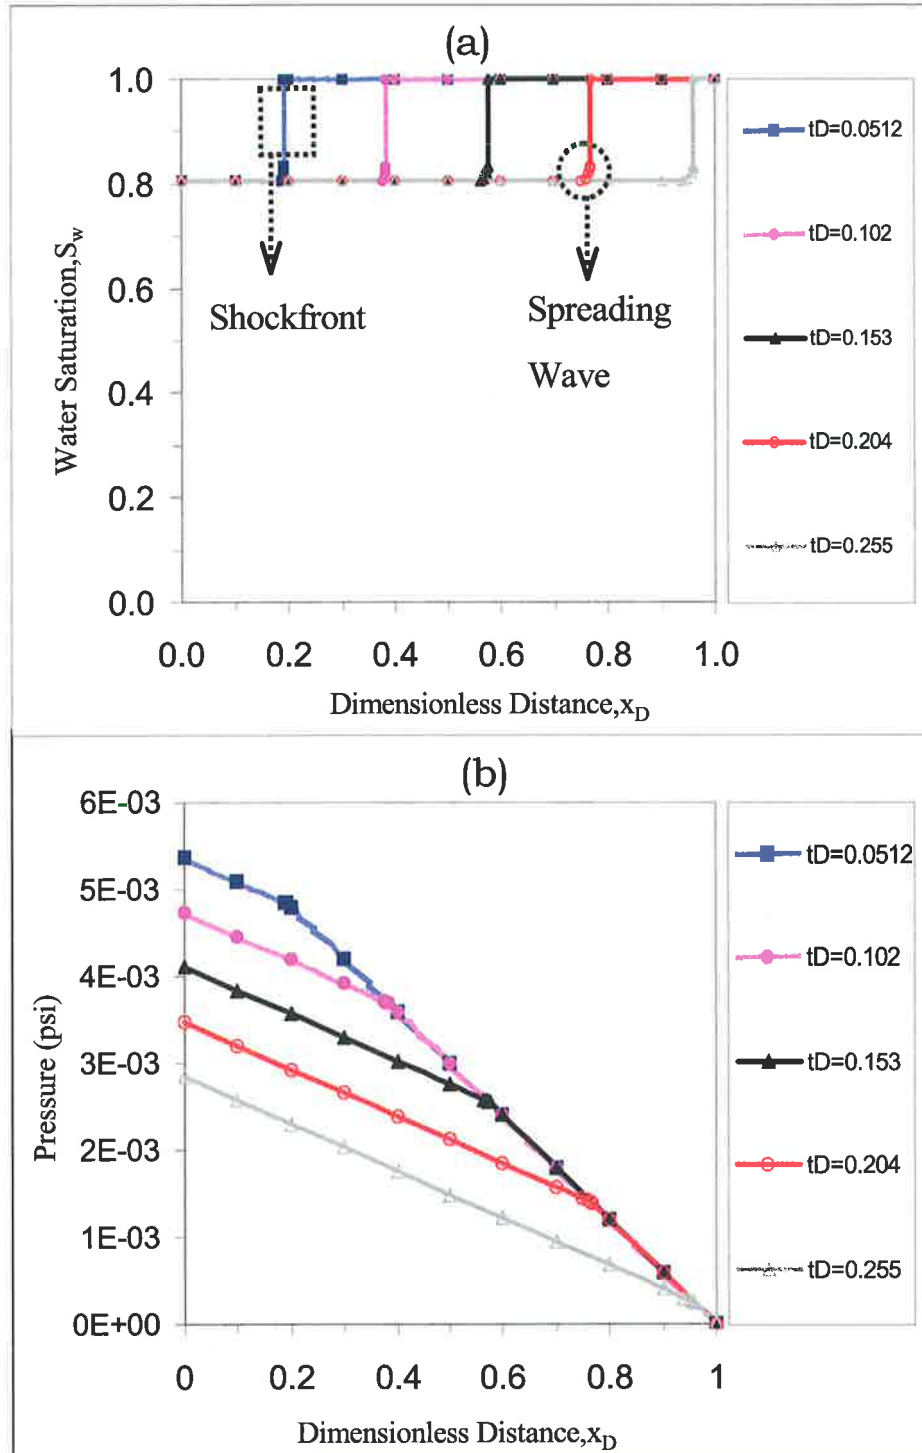 (a)
1.0
0.8
0.6
0.4
0.2
0.0
Water Saturation,S_w
Shockfront
Spreading
Wave
0.0 0.2 0.4 0.6 0.8 1.0
Dimensionless Distance,x_D
tD=0.0512
tD=0.102
tD=0.153
tD=0.204
tD=0.255
(b)
6E-03
5E-03
4E-03
3E-03
2E-03
1E-03
0E+00
Pressure (psi)
0 0.2 0.4 0.6 0.8 1
Dimensionless Distance,x_D
tD=0.0512
tD=0.102
tD=0.153
tD=0.204
tD=0.255